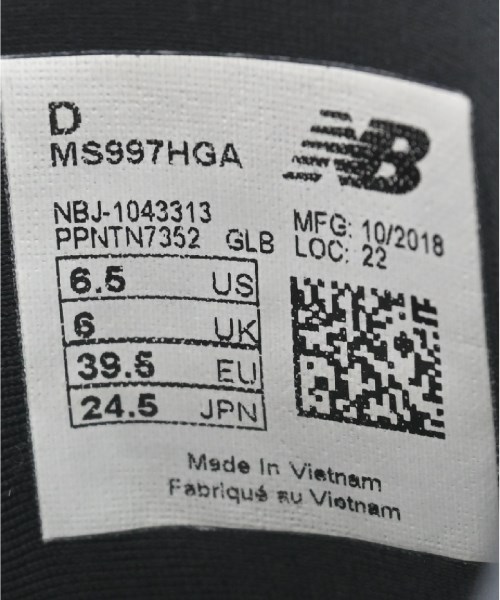 D
MS997HGA
NB
NBJ-1043313
PPNTN7352 GLB
MFG: 10/2018
LOC: 22
6.5 US
6 UK
39.5 EU
24.5 JPN
Made In Vietnam
Fabriqué au Vietnam